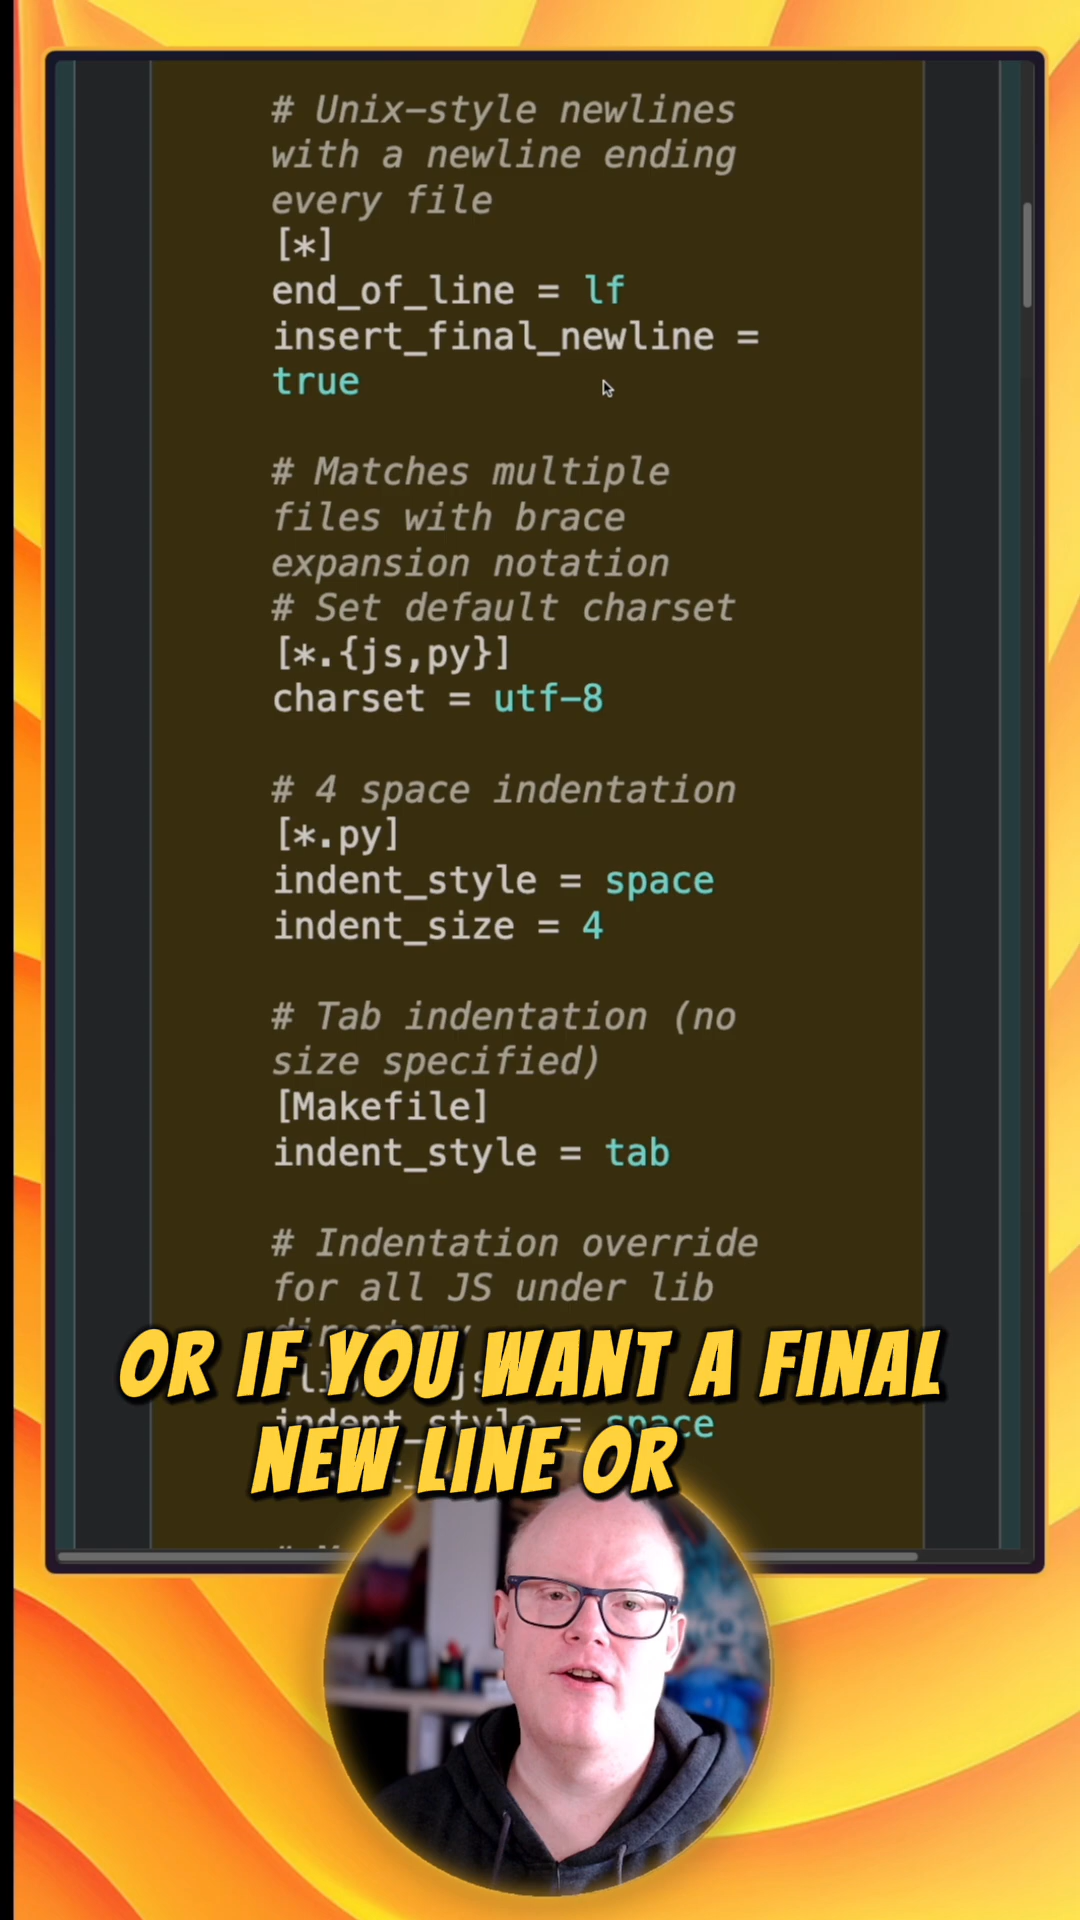 # Unix-style newlines
with a newline ending
every file
[*]
end_of_line = lf
insert_final_newline =
true
# Matches multiple
files with brace
expansion notation
# Set default charset
[*.{js,py}]
charset = utf-8
# 4 space indentation
[*.py]
indent_style = space
indent_size = 4
# Tab indentation (no
size specified)
[Makefile]
indent_style = tab
# Indentation override
for all JS under lib
directory
indent_style = space
OR IF YOU WANT A FINAL
NEW LINE OR